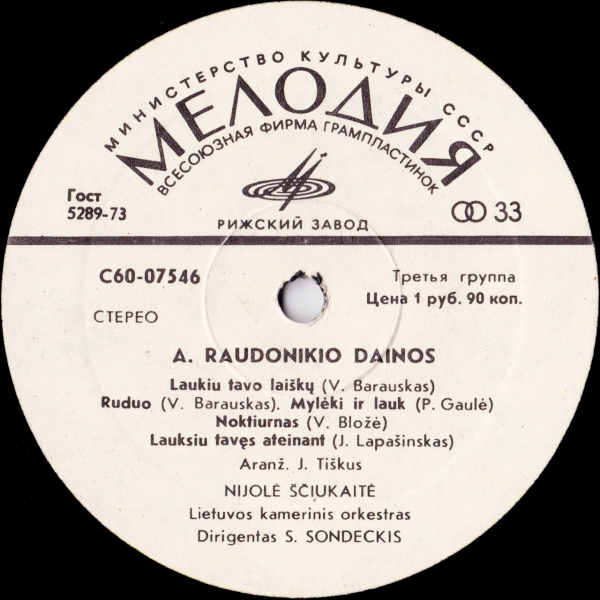 МИНИСТЕРСТВО КУЛЬТУРЫ СССР
МЕЛОДИЯ
ВСЕСОЮЗНАЯ ФИРМА ГРАМПЛАСТИНОК
Гост
5289-73
33
РИЖСКИЙ ЗАВОД
С60-07546
Третья группа
Цена 1 руб. 90 коп.
СТЕРЕО
A. RAUDONIKIO DAINOS
Laukiu tavo laiškų (V. Barauskas)
Ruduo (V. Barauskas). Mylėki ir lauk (P. Gaulė)
Noktiurnas (V. Bložė)
Lauksiu tavęs ateinant (J. Lapašinskas)
Aranž. J. Tiškus
NIJOLĖ ŠČIUKAITĖ
Lietuvos kamerinis orkestras
Dirigentas S. SONDECKIS